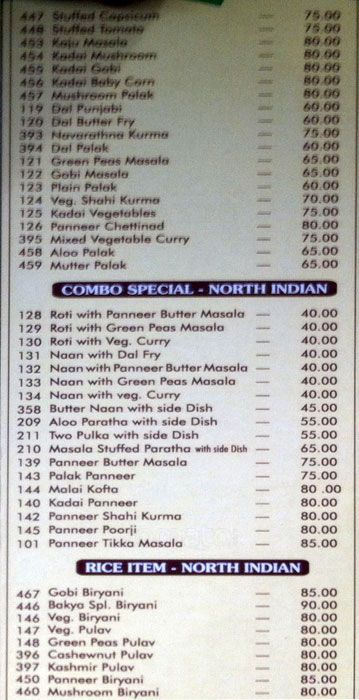 447 Stuffed Capsicum — 75.00
448 Stuffed Tomato — 75.00
453 Kaju Masala — 80.00
454 Kadai Mushroom — 80.00
455 Kadai Gobi — 80.00
456 Kadai Baby Corn — 80.00
457 Mushroom Palak — 80.00
119 Dal Punjabi — 60.00
120 Dal Butter Fry — 60.00
393 Navarathna Kurma — 75.00
394 Dal Palak — 60.00
121 Green Peas Masala — 65.00
122 Gobi Masala — 65.00
123 Plain Palak — 60.00
124 Veg. Shahi Kurma — 70.00
125 Kadai Vegetables — 75.00
126 Panneer Chettinad — 80.00
395 Mixed Vegetable Curry — 75.00
458 Aloo Palak — 65.00
459 Mutter Palak — 65.00
COMBO SPECIAL - NORTH INDIAN
128 Roti with Panneer Butter Masala — 40.00
129 Roti with Green Peas Masala — 40.00
130 Roti with Veg. Curry — 40.00
131 Naan with Dal Fry — 40.00
132 Naan with Panneer Butter Masala — 40.00
133 Naan with Green Peas Masala — 40.00
134 Naan with veg. Curry — 40.00
358 Butter Naan with side Dish — 45.00
209 Aloo Paratha with side Dish — 55.00
211 Two Pulka with side Dish — 55.00
210 Masala Stuffed Paratha with side Dish — 65.00
139 Panneer Butter Masala — 75.00
143 Palak Panneer — 75.00
144 Malai Kofta — 80 .00
140 Kadai Panneer — 80.00
142 Panneer Shahi Kurma — 80.00
145 Panneer Poorji — 80.00
101 Panneer Tikka Masala — 85.00
RICE ITEM - NORTH INDIAN
467 Gobi Biryani — 85.00
446 Bakya Spl. Biryani — 90.00
146 Veg. Biryani — 80.00
147 Veg. Pulav — 80.00
148 Green Peas Pulav — 80.00
396 Cashewnut Pulav — 80.00
397 Kashmir Pulav — 80.00
450 Panneer Biryani — 85.00
460 Mushroom Biryani — 80.00